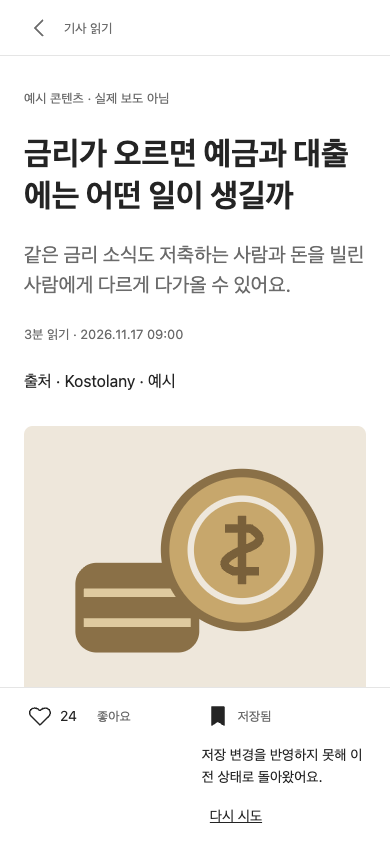 기사 읽기
예시 콘텐츠 · 실제 보도 아님
금리가 오르면 예금과 대출
에는 어떤 일이 생길까
같은 금리 소식도 저축하는 사람과 돈을 빌린
사람에게 다르게 다가올 수 있어요.
3분 읽기 · 2026.11.17 09:00
출처 · Kostolany · 예시
24 좋아요
저장됨
저장 변경을 반영하지 못해 이
전 상태로 돌아왔어요.
다시 시도